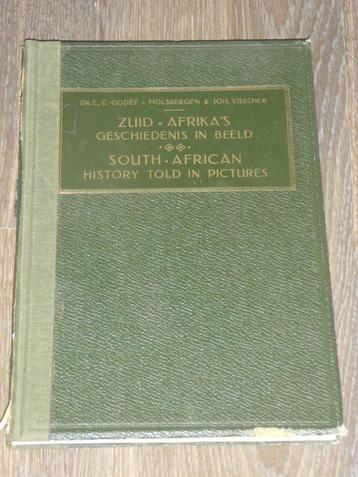 DR. E. C. GODÉE - MOLSBERGEN & JOH. VISSCHER
ZUID - AFRIKA'S
GESCHIEDENIS IN BEELD
SOUTH - AFRICAN
HISTORY TOLD IN PICTURES